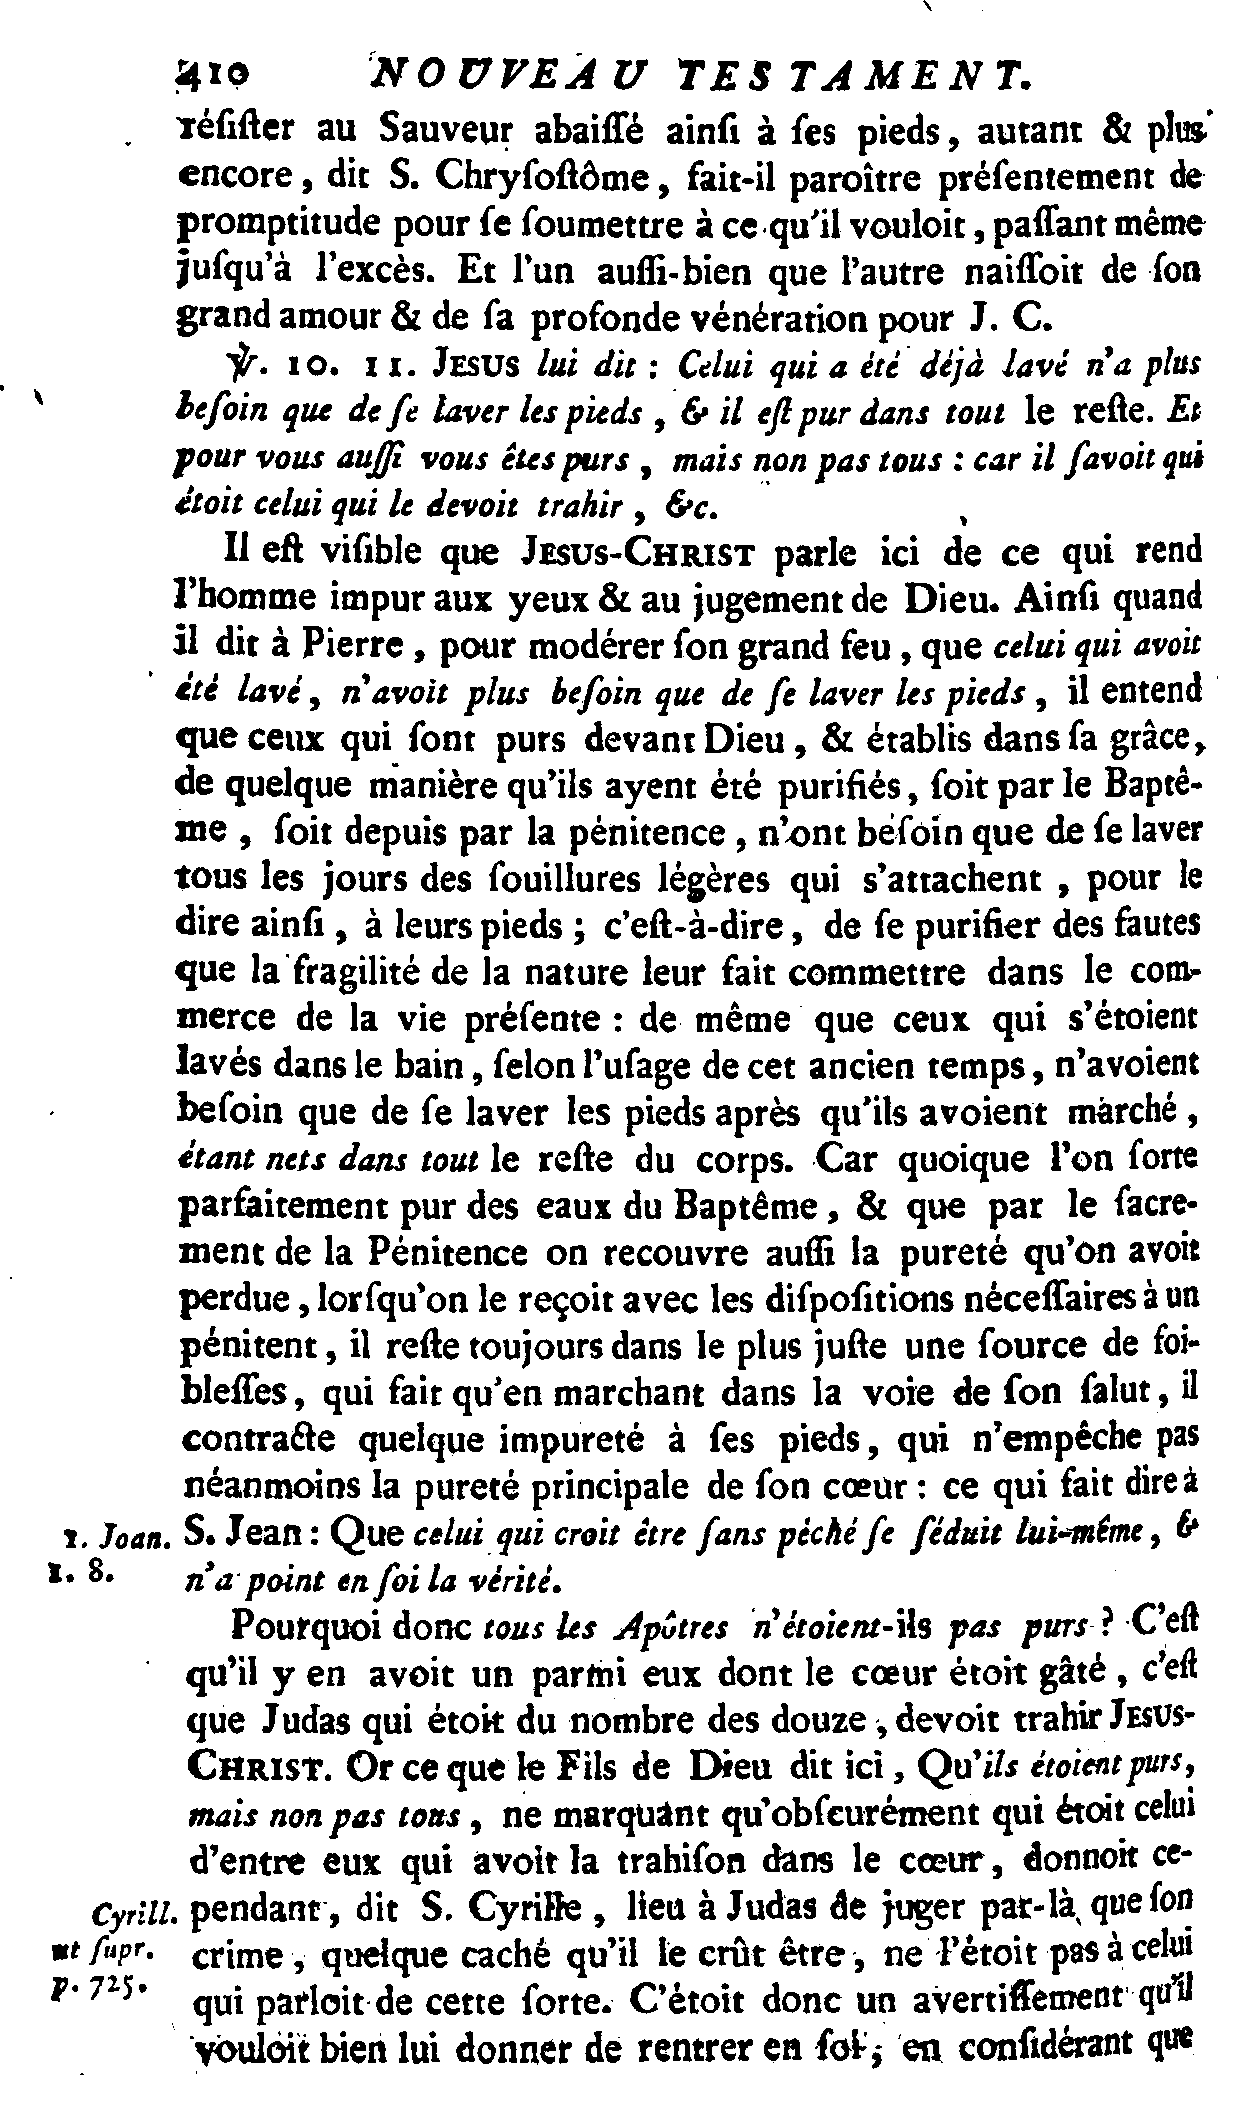 410 NOUVEAU TESTAMENT.
résiſter au Sauveur abaiſſé ainſi à ſes pieds, autant & plus
encore, dit S. Chryſoſtôme, fait-il paroître préſentement de
promptitude pour ſe ſoumettre à ce qu'il vouloit, paſſant même
juſqu'à l'excès. Et l'un auſſi-bien que l'autre naiſſoit de ſon
grand amour & de ſa profonde vénération pour J. C.
℣. 10. 11. JESUS lui dit : Celui qui a été déjà lavé n'a plus
beſoin que de ſe laver les pieds, & il eſt pur dans tout le reſte. Et
pour vous auſſi vous êtes purs, mais non pas tous : car il ſavoit qui
étoit celui qui le devoit trahir, &c.
Il eſt viſible que JESUS-CHRIST parle ici de ce qui rend
l'homme impur aux yeux & au jugement de Dieu. Ainſi quand
il dit à Pierre, pour modérer ſon grand feu, que celui qui avoit
été lavé, n'avoit plus beſoin que de ſe laver les pieds, il entend
que ceux qui ſont purs devant Dieu, & établis dans ſa grâce,
de quelque manière qu'ils ayent été purifiés, ſoit par le Baptê-
me, ſoit depuis par la pénitence, n'ont beſoin que de ſe laver
tous les jours des ſouillures légères qui s'attachent, pour le
dire ainſi, à leurs pieds ; c'eſt-à-dire, de ſe purifier des fautes
que la fragilité de la nature leur fait commettre dans le com-
merce de la vie préſente : de même que ceux qui s'étoient
lavés dans le bain, ſelon l'uſage de cet ancien temps, n'avoient
beſoin que de ſe laver les pieds après qu'ils avoient marché,
étant nets dans tout le reſte du corps. Car quoique l'on ſorte
parfaitement pur des eaux du Baptême, & que par le ſacre-
ment de la Pénitence on recouvre auſſi la pureté qu'on avoit
perdue, lorſqu'on le reçoit avec les diſpoſitions néceſſaires à un
pénitent, il reſte toujours dans le plus juſte une ſource de foi-
bleſſes, qui fait qu'en marchant dans la voie de ſon ſalut, il
contracte quelque impureté à ſes pieds, qui n'empêche pas
néanmoins la pureté principale de ſon cœur : ce qui fait dire à
1. Joan. S. Jean : Que celui qui croit être ſans péché ſe ſéduit lui-même, &
1. 8. n'a point en ſoi la vérité.
Pourquoi donc tous les Apôtres n'étoient-ils pas purs ? C'eſt
qu'il y en avoit un parmi eux dont le cœur étoit gâté, c'eſt
que Judas qui étoit du nombre des douze, devoit trahir JESUS-
CHRIST. Or ce que le Fils de Dieu dit ici, Qu'ils étoient purs,
mais non pas tous, ne marquant qu'obſcurément qui étoit celui
d'entre eux qui avoit la trahiſon dans le cœur, donnoit ce-
Cyrill. pendant, dit S. Cyrille, lieu à Judas de juger par-là que ſon
ut ſupr. crime, quelque caché qu'il le crût être, ne l'étoit pas à celui
p. 725. qui parloit de cette ſorte. C'étoit donc un avertiſſement qu'il
vouloit bien lui donner de rentrer en ſoi, en conſidérant que